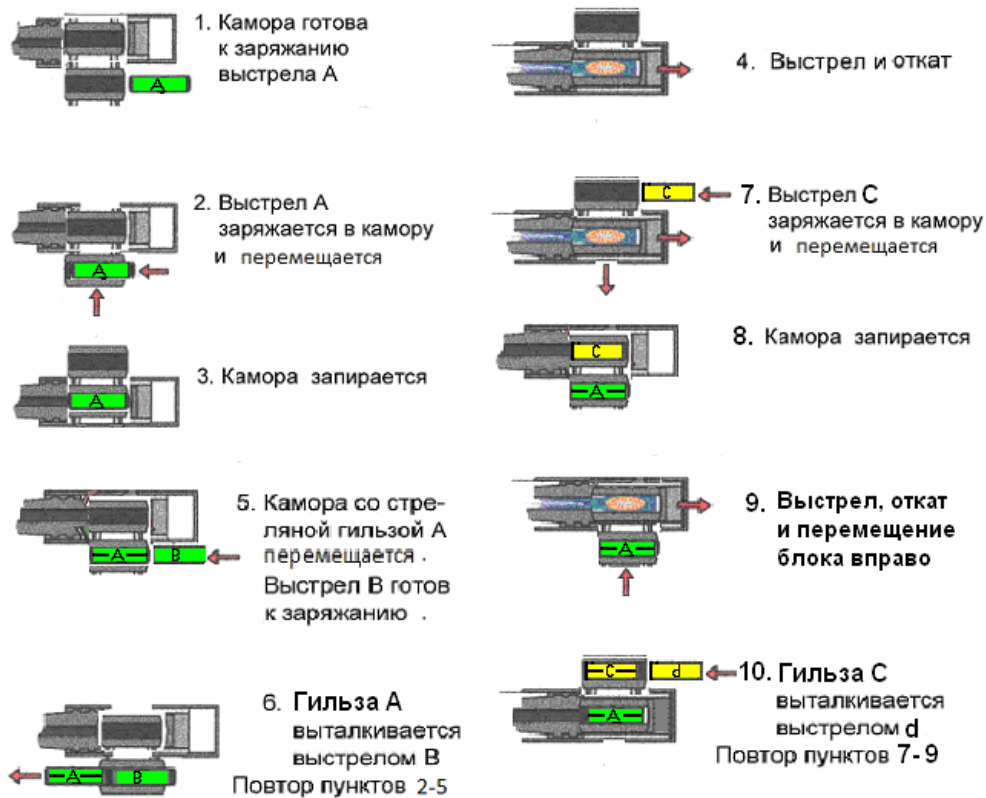 1. Камора готова
к заряжанию
выстрела А
A
2. Выстрел А
заряжается в камору
и перемещается
A
3. Камора запирается
A
5. Камора со стре-
ляной гильзой А
перемещается .
Выстрел В готов
к заряжанию .
A B
6. Гильза А
выталкивается
выстрелом В
Повтор пунктов 2-5
A B
4. Выстрел и откат
7. Выстрел С
заряжается в камору
и перемещается
C
8. Камора запирается
C
A
9. Выстрел, откат
и перемещение
блока вправо
A
10. Гильза С
выталкивается
выстрелом d
Повтор пунктов 7-9
C d
A